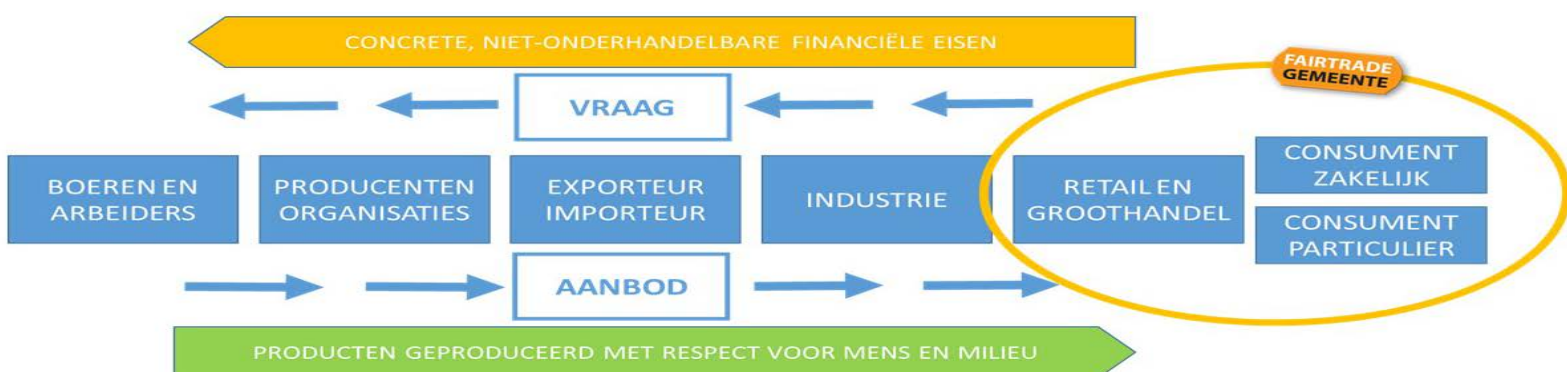 CONCRETE, NIET-ONDERHANDELBARE FINANCIËLE EISEN
FAIRTRADE
GEMEENTE
VRAAG
BOEREN EN
ARBEIDERS
PRODUCENTEN
ORGANISATIES
EXPORTEUR
IMPORTEUR
INDUSTRIE
RETAIL EN
GROOTHANDEL
CONSUMENT
ZAKELIJK
CONSUMENT
PARTICULIER
AANBOD
PRODUCTEN GEPRODUCEERD MET RESPECT VOOR MENS EN MILIEU